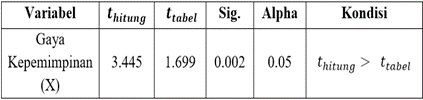 Variabel t_hitung t_tabel Sig. Alpha Kondisi
Gaya
Kepemimpinan
(X)
3.445 1.699 0.002 0.05 t_hitung > t_tabel